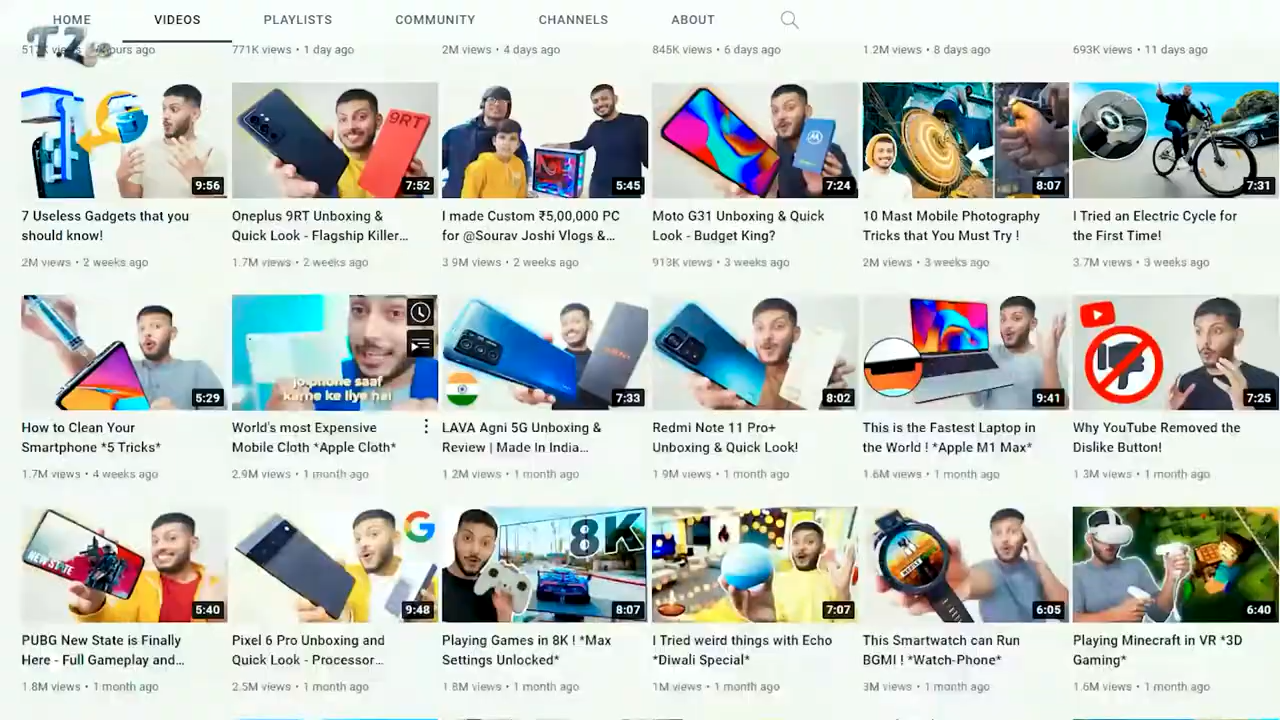 HOME VIDEOS PLAYLISTS COMMUNITY CHANNELS ABOUT
TZ
517K views hours ago
771K views • 1 day ago
2M views • 4 days ago
845K views • 6 days ago
1.2M views • 8 days ago
693K views • 11 days ago
9:56
9RT
7:52
5:45
7:24
8:07
7:31
7 Useless Gadgets that you
should know!
2M views • 2 weeks ago
Oneplus 9RT Unboxing &
Quick Look - Flagship Killer...
1.7M views • 2 weeks ago
I made Custom ₹5,00,000 PC
for @Sourav Joshi Vlogs &...
3.9M views • 2 weeks ago
Moto G31 Unboxing & Quick
Look - Budget King?
913K views • 3 weeks ago
10 Mast Mobile Photography
Tricks that You Must Try !
2M views • 3 weeks ago
I Tried an Electric Cycle for
the First Time!
3.7M views • 3 weeks ago
5:29
jo phone saaf
karne ke liye hai
7:33
8:02
9:41
7:25
How to Clean Your
Smartphone *5 Tricks*
1.7M views • 4 weeks ago
World's most Expensive
Mobile Cloth *Apple Cloth*
2.9M views • 1 month ago
LAVA Agni 5G Unboxing &
Review | Made In India...
1.2M views • 1 month ago
Redmi Note 11 Pro+
Unboxing & Quick Look!
1.9M views • 1 month ago
This is the Fastest Laptop in
the World ! *Apple M1 Max*
1.6M views • 1 month ago
Why YouTube Removed the
Dislike Button!
1.3M views • 1 month ago
NEW STATE
5:40
G
9:48
8K
8:07
7:07
6:05
6:40
PUBG New State is Finally
Here - Full Gameplay and...
1.8M views • 1 month ago
Pixel 6 Pro Unboxing and
Quick Look - Processor...
2.5M views • 1 month ago
Playing Games in 8K ! *Max
Settings Unlocked*
1.8M views • 1 month ago
I Tried weird things with Echo
*Diwali Special*
1M views • 1 month ago
This Smartwatch can Run
BGMI ! *Watch-Phone*
3M views • 1 month ago
Playing Minecraft in VR *3D
Gaming*
1.6M views • 1 month ago